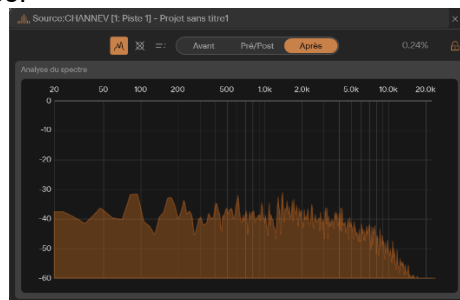 Source:CHANNEV [1: Piste 1] - Projet sans titre1
Avant Pré/Post Après 0.24%
Analyse du spectre
20 50 100 200 500 1.0k 2.0k 5.0k 10.0k 20.0k
0
-10
-20
-30
-40
-50
-60